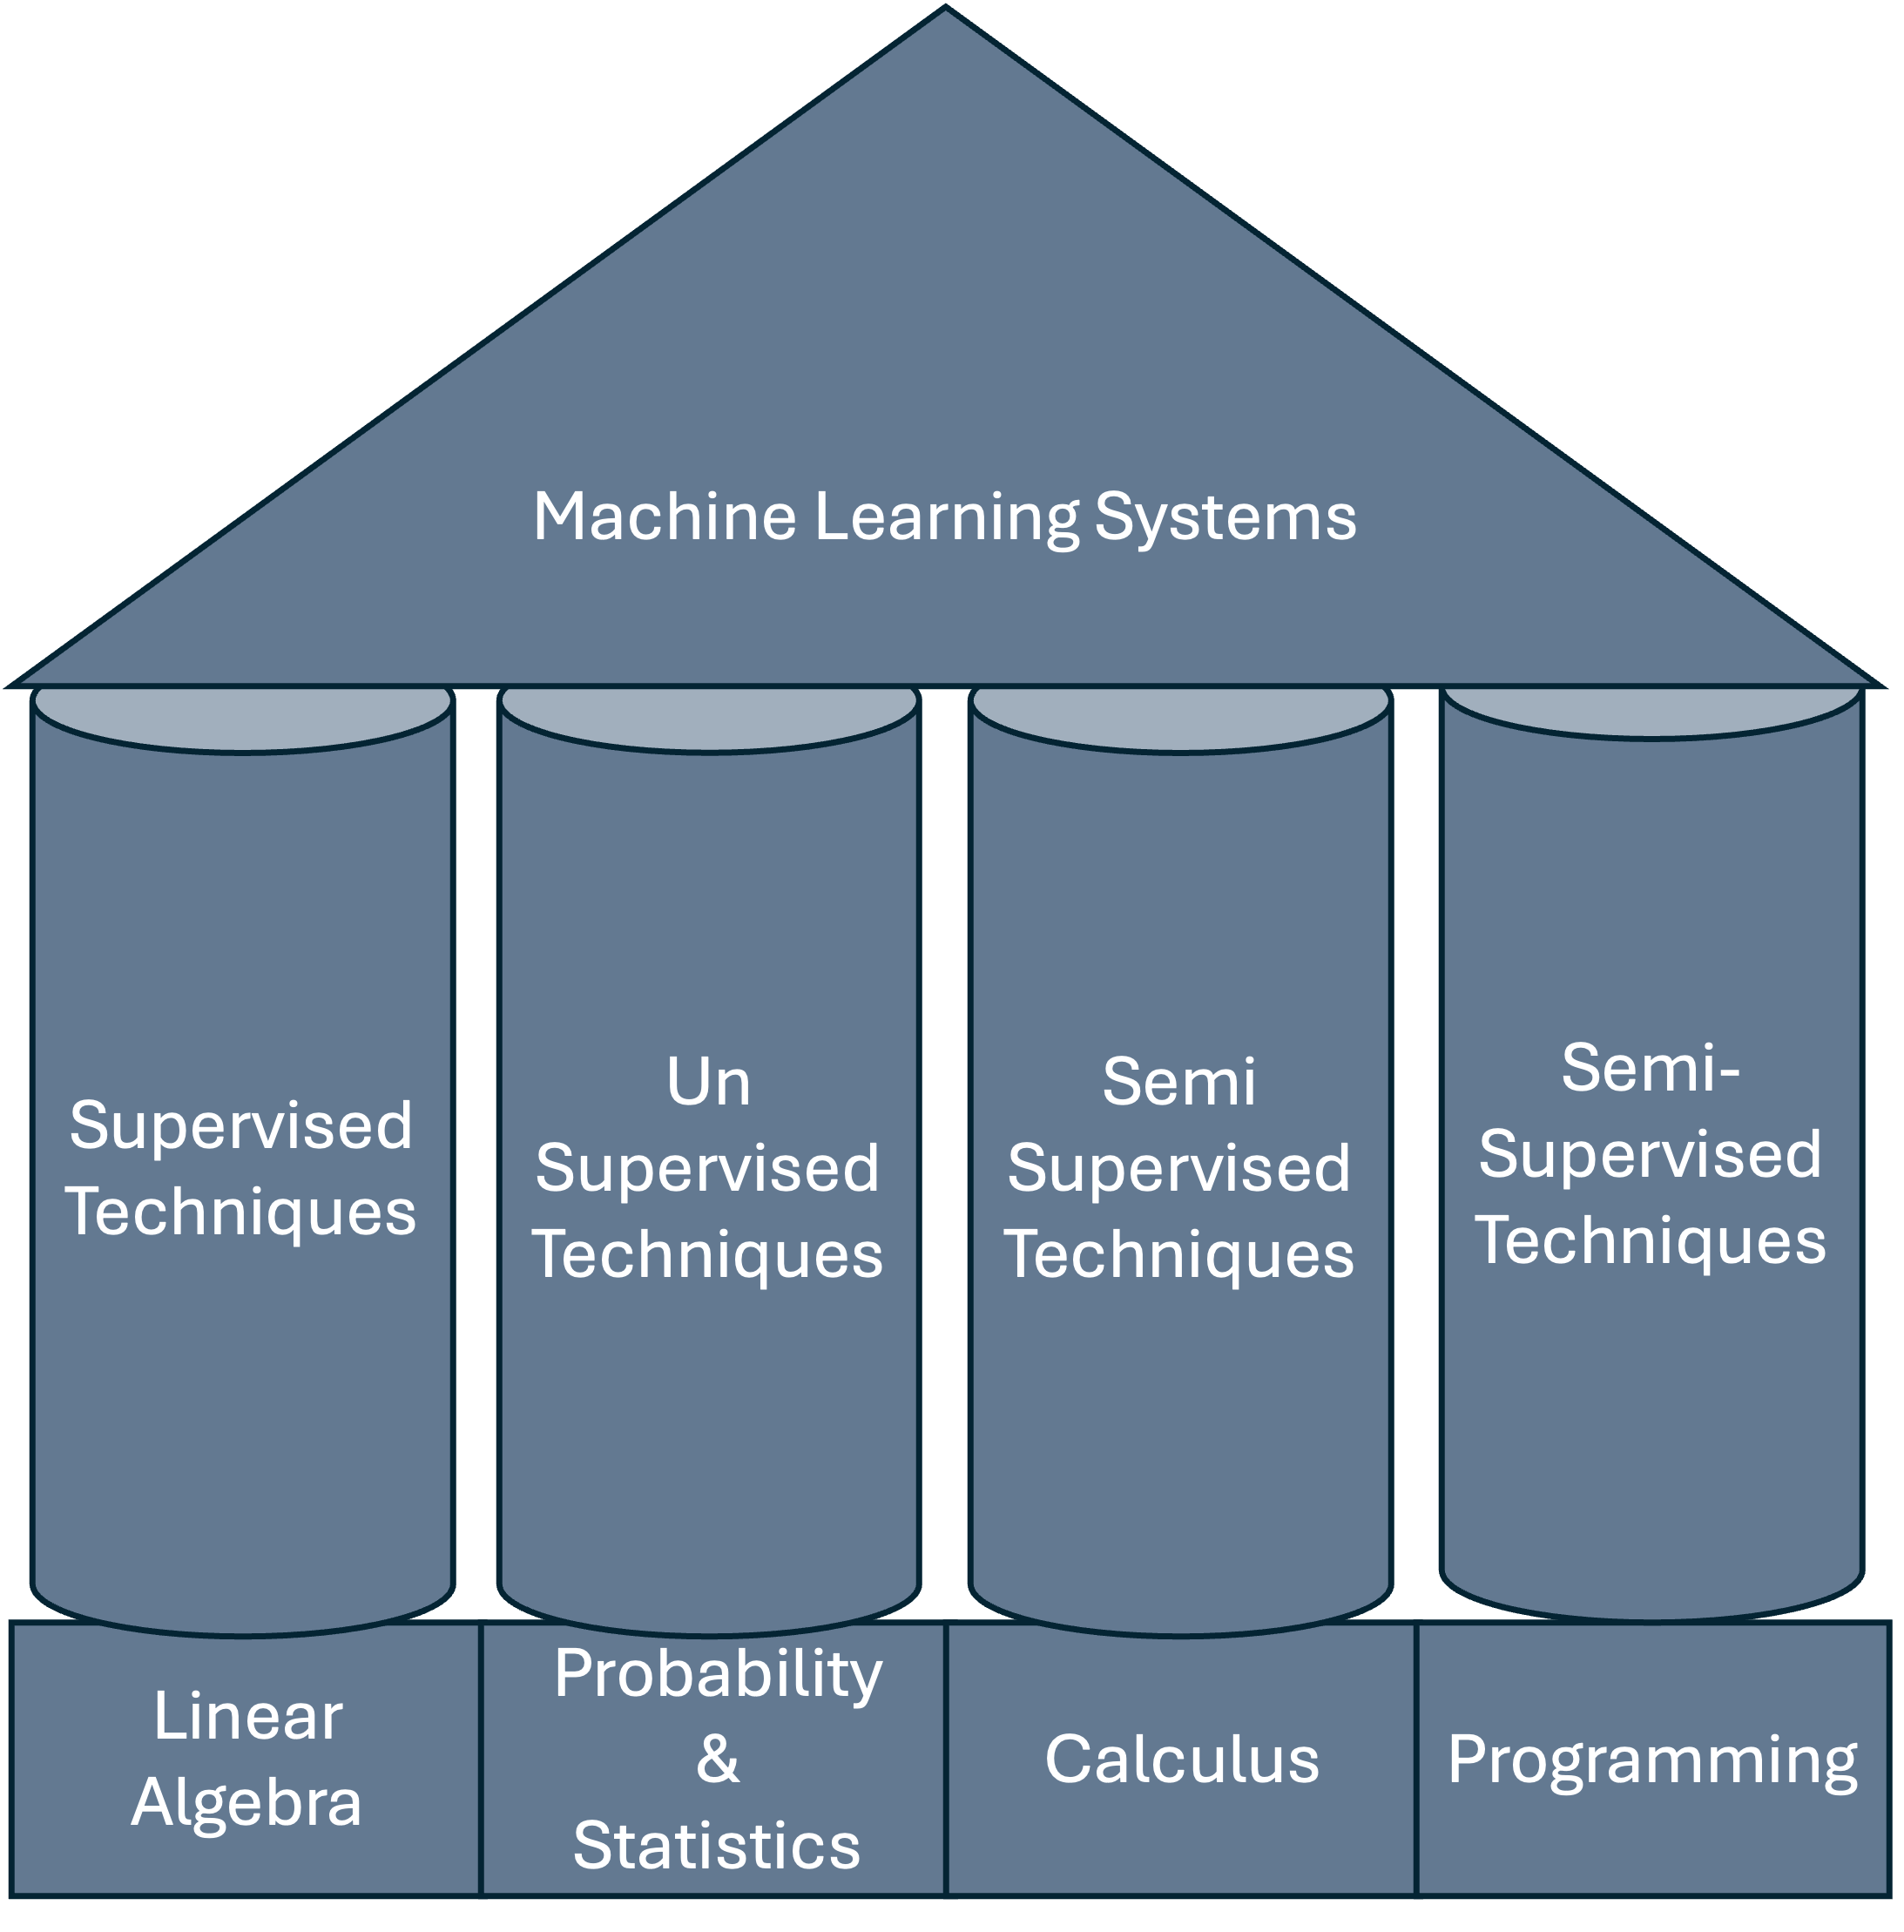 Machine Learning Systems
Supervised
Techniques
Un
Supervised
Techniques
Semi
Supervised
Techniques
Semi-
Supervised
Techniques
Linear
Algebra
Probability
&
Statistics
Calculus
Programming